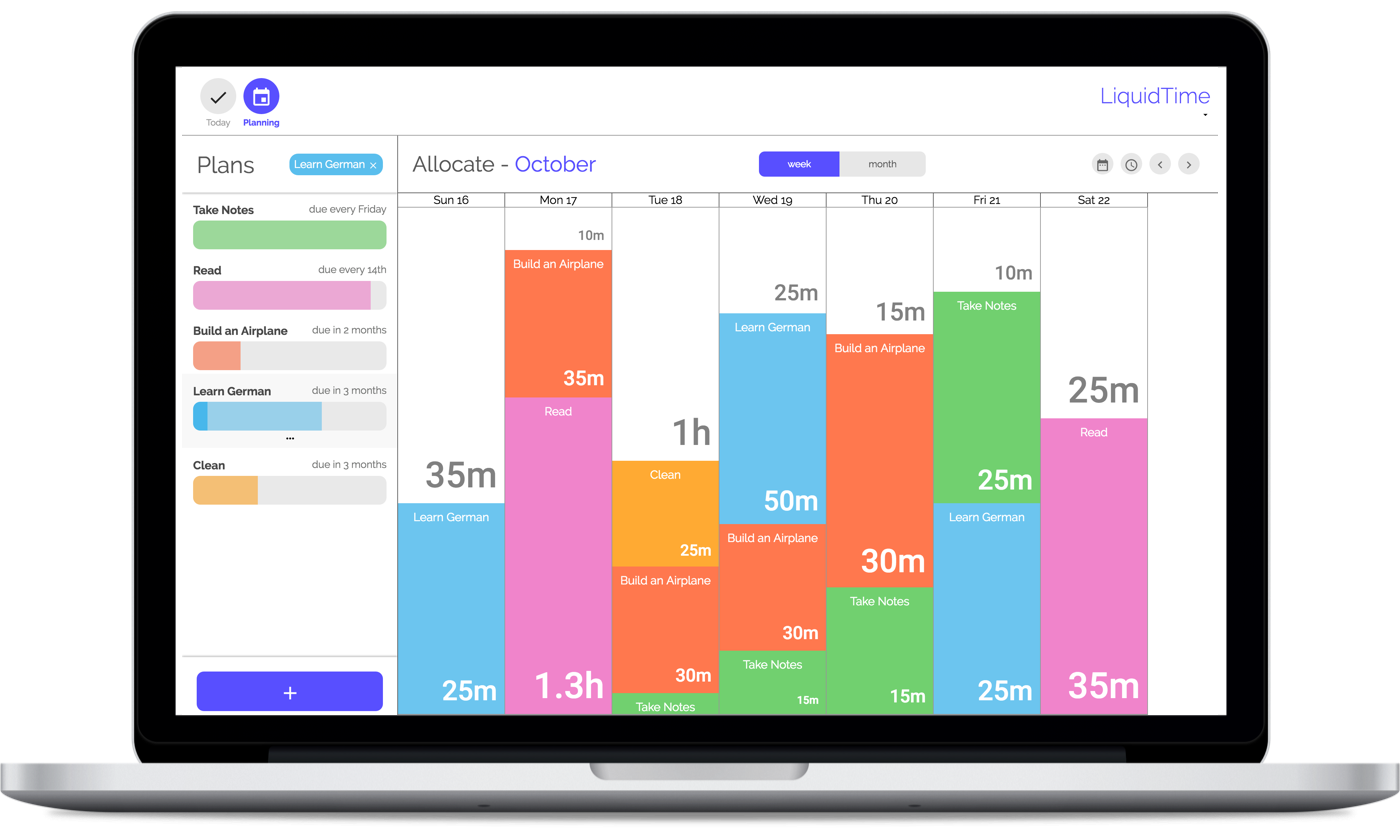 LiquidTime
Today
Planning
Plans
Learn German ×
Allocate - October
week
month
Take Notes due every Friday
Read due every 14th
Build an Airplane due in 2 months
Learn German due in 3 months
...
Clean due in 3 months
+
Sun 16
35m
Learn German
25m
Mon 17
10m
Build an Airplane
35m
Read
1.3h
Tue 18
1h
Clean
25m
Build an Airplane
30m
Take Notes
Wed 19
25m
Learn German
50m
Build an Airplane
30m
Take Notes
15m
Thu 20
15m
Build an Airplane
30m
Take Notes
15m
Fri 21
10m
Take Notes
25m
Learn German
25m
Sat 22
25m
Read
35m